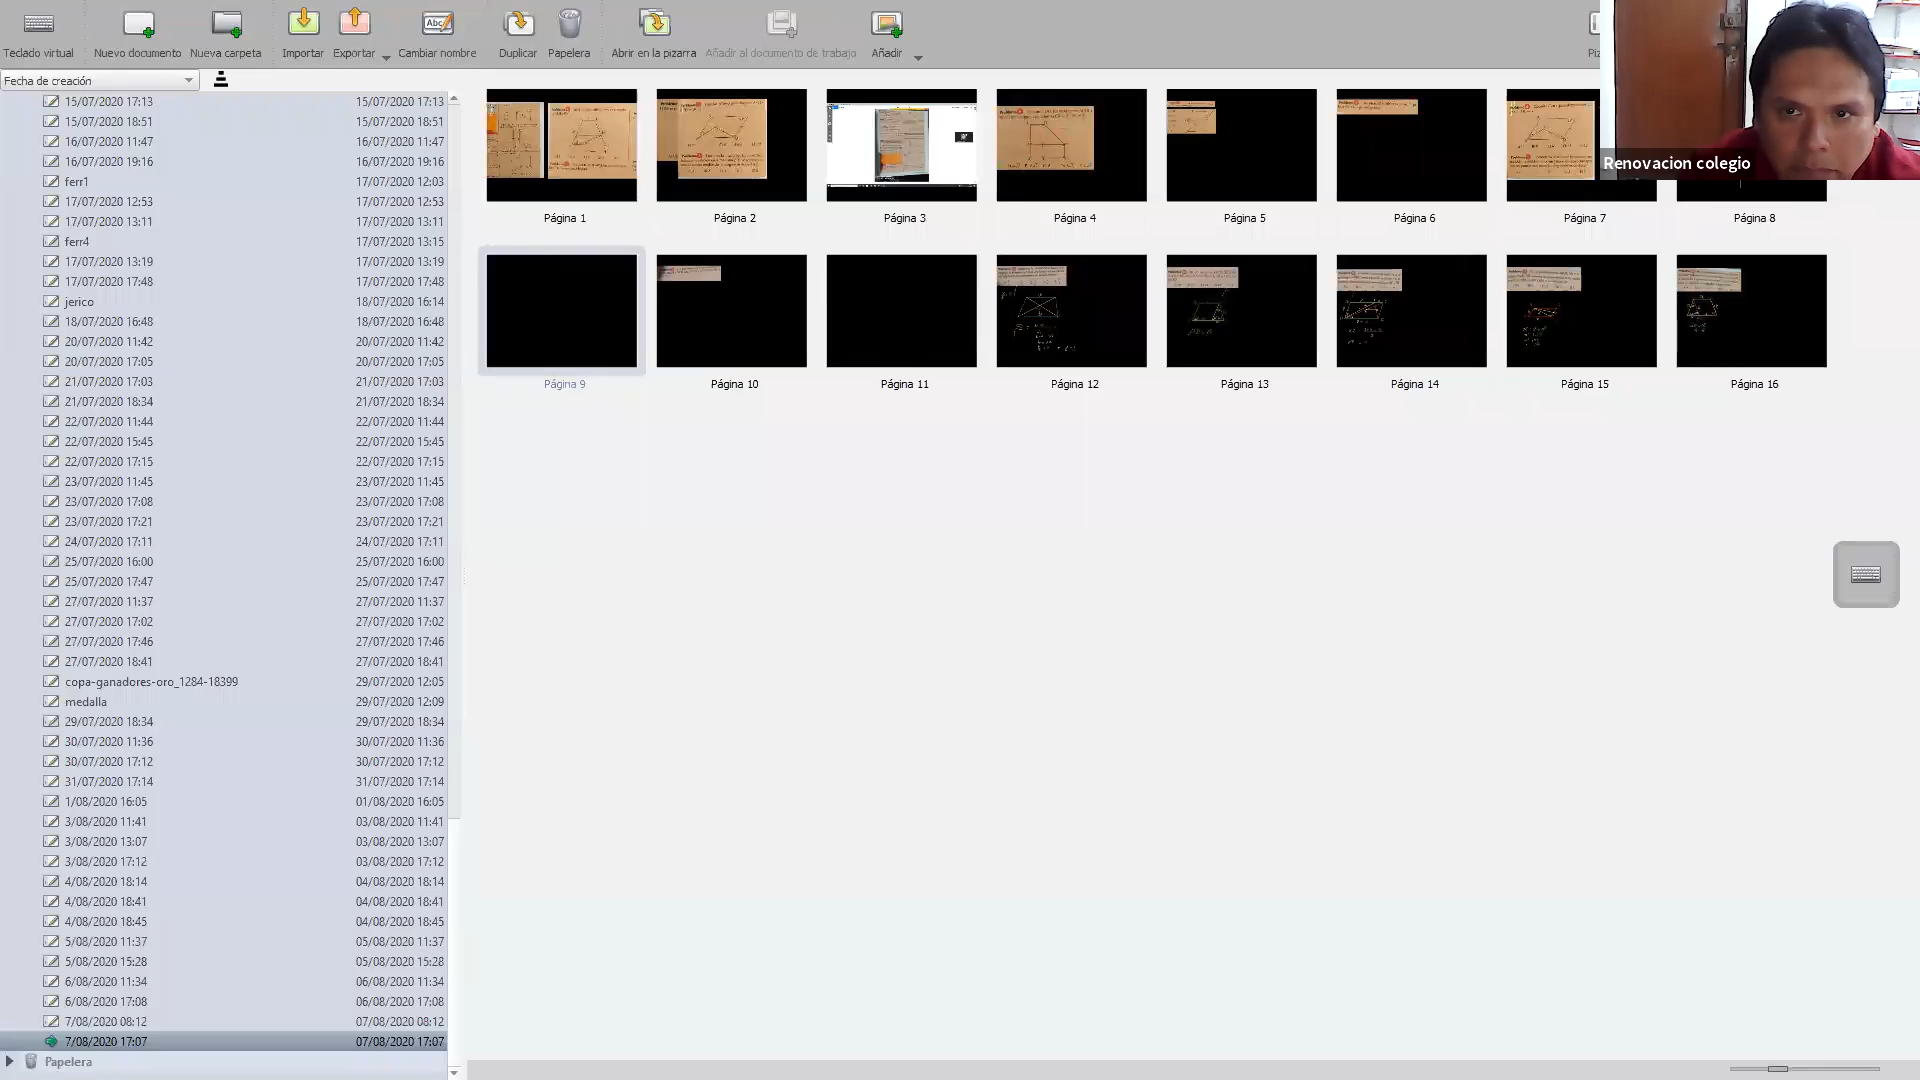 Teclado virtual
Nuevo documento
Nueva carpeta
Importar
Exportar
Cambiar nombre
Duplicar
Papelera
Abrir en la pizarra
Añadir al documento de trabajo
Añadir
Renovacion colegio
Fecha de creación
15/07/2020 17:13 15/07/2020 17:13
15/07/2020 18:51 15/07/2020 18:51
16/07/2020 11:47 16/07/2020 11:47
16/07/2020 19:16 16/07/2020 19:16
ferr1 17/07/2020 12:03
17/07/2020 12:53 17/07/2020 12:53
17/07/2020 13:11 17/07/2020 13:11
ferr4 17/07/2020 13:15
17/07/2020 13:19 17/07/2020 13:19
17/07/2020 17:48 17/07/2020 17:48
jerico 18/07/2020 16:14
18/07/2020 16:48 18/07/2020 16:48
20/07/2020 11:42 20/07/2020 11:42
20/07/2020 17:05 20/07/2020 17:05
21/07/2020 17:03 21/07/2020 17:03
21/07/2020 18:34 21/07/2020 18:34
22/07/2020 11:44 22/07/2020 11:44
22/07/2020 15:45 22/07/2020 15:45
22/07/2020 17:15 22/07/2020 17:15
23/07/2020 11:45 23/07/2020 11:45
23/07/2020 17:08 23/07/2020 17:08
23/07/2020 17:21 23/07/2020 17:21
24/07/2020 17:11 24/07/2020 17:11
25/07/2020 16:00 25/07/2020 16:00
25/07/2020 17:47 25/07/2020 17:47
27/07/2020 11:37 27/07/2020 11:37
27/07/2020 17:02 27/07/2020 17:02
27/07/2020 17:46 27/07/2020 17:46
27/07/2020 18:41 27/07/2020 18:41
copa-ganadores-oro_1284-18399 29/07/2020 12:05
medalla 29/07/2020 12:09
29/07/2020 18:34 29/07/2020 18:34
30/07/2020 11:36 30/07/2020 11:36
30/07/2020 17:12 30/07/2020 17:12
31/07/2020 17:14 31/07/2020 17:14
1/08/2020 16:05 01/08/2020 16:05
3/08/2020 11:41 03/08/2020 11:41
3/08/2020 13:07 03/08/2020 13:07
3/08/2020 17:12 03/08/2020 17:12
4/08/2020 18:14 04/08/2020 18:14
4/08/2020 18:41 04/08/2020 18:41
4/08/2020 18:45 04/08/2020 18:45
5/08/2020 11:37 05/08/2020 11:37
5/08/2020 15:28 05/08/2020 15:28
6/08/2020 11:34 06/08/2020 11:34
6/08/2020 17:08 06/08/2020 17:08
7/08/2020 08:12 07/08/2020 08:12
7/08/2020 17:07 07/08/2020 17:07
Papelera
Página 1
Página 2
Página 3
Página 4
Página 5
Página 6
Página 7
Página 8
Página 9
Página 10
Página 11
Página 12
Página 13
Página 14
Página 15
Página 16